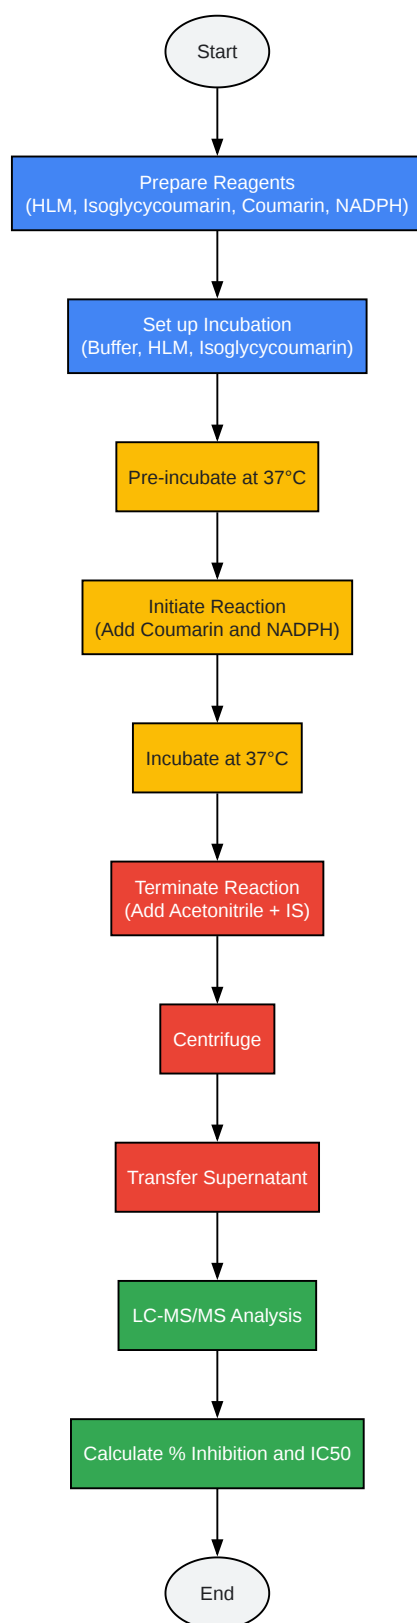 Start
Prepare Reagents
(HLM, Isoglycycoumarin, Coumarin, NADPH)
Set up Incubation
(Buffer, HLM, Isoglycycoumarin)
Pre-incubate at 37°C
Initiate Reaction
(Add Coumarin and NADPH)
Incubate at 37°C
Terminate Reaction
(Add Acetonitrile + IS)
Centrifuge
Transfer Supernatant
LC-MS/MS Analysis
Calculate % Inhibition and IC50
End